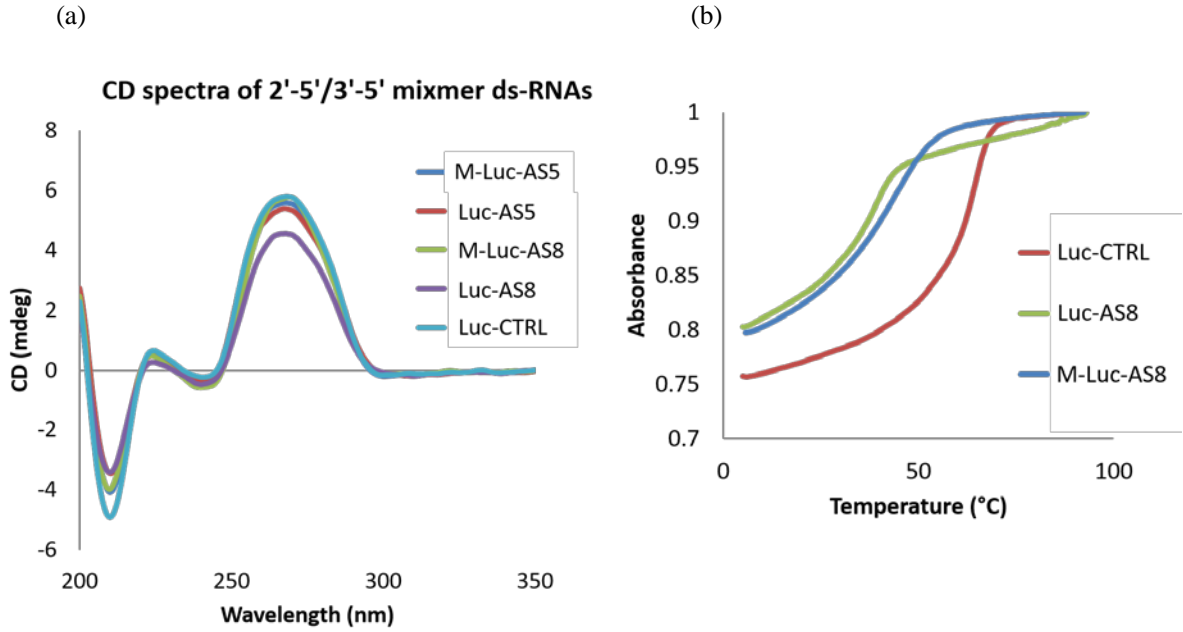 (a)
CD spectra of 2'-5'/3'-5' mixmer ds-RNAs
8
6
4
2
0
-2
-4
-6
CD (mdeg)
200
250
300
350
Wavelength (nm)
M-Luc-AS5
Luc-AS5
M-Luc-AS8
Luc-AS8
Luc-CTRL
(b)
1
0.95
0.9
0.85
0.8
0.75
0.7
Absorbance
0
50
100
Temperature (°C)
Luc-CTRL
Luc-AS8
M-Luc-AS8